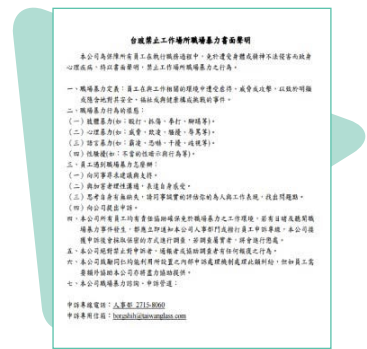 台玻禁止工作場所職場暴力書面聲明
本公司為保障所有員工在執行職務過程中，免於遭受身體或精神不法侵害而致身
心理疾病，特以書面聲明，禁止工作場所職場暴力之行為。
一、職場暴力定義：員工在與工作相關的環境中遭受虐待、威脅或攻擊，以致於明顯
或隱含地對其安全、福祉或與健康構成挑戰的事件。
二、職場暴力行為的樣態：
（一）肢體暴力(如：毆打、抓傷、拳打、腳踢等)。
（二）心理暴力(如：威脅、欺凌、騷擾、辱罵等)。
（三）語言暴力(如：霸凌、恐嚇、干擾、歧視等)。
（四）性騷擾(如：不當的性暗示與行為等)。
三、員工遇到職場暴力怎麼辦：
（一）向同事尋求建議與支持。
（二）與加害者理性溝通，表達自身感受。
（三）思考自身有無缺失，請同事誠實的評估你的為人與工作表現，找出問題點。
（四）向公司提出申訴。
四、本公司所有員工均有責任協助確保免於職場暴力之工作環境，若有目睹及聽聞職
場暴力事件發生，都應立即通知本公司人事部門或撥打員工申訴專線，本公司接
獲申訴後會採取保密的方式進行調查，若調查屬實者，將會進行懲處。
五、本公司絕對禁止對申訴者、通報者或協助調查者有任何報復之行為。
六、本公司鼓勵同仁均能利用所設置之內部申訴處理機制處理此類糾紛，但如員工需
要額外協助本公司亦將盡力協助提供。
七、本公司職場暴力諮詢、申訴管道：
申訴專線電話：人事部 2715-8060
申訴專用信箱：bongshih@taiwanglass.com